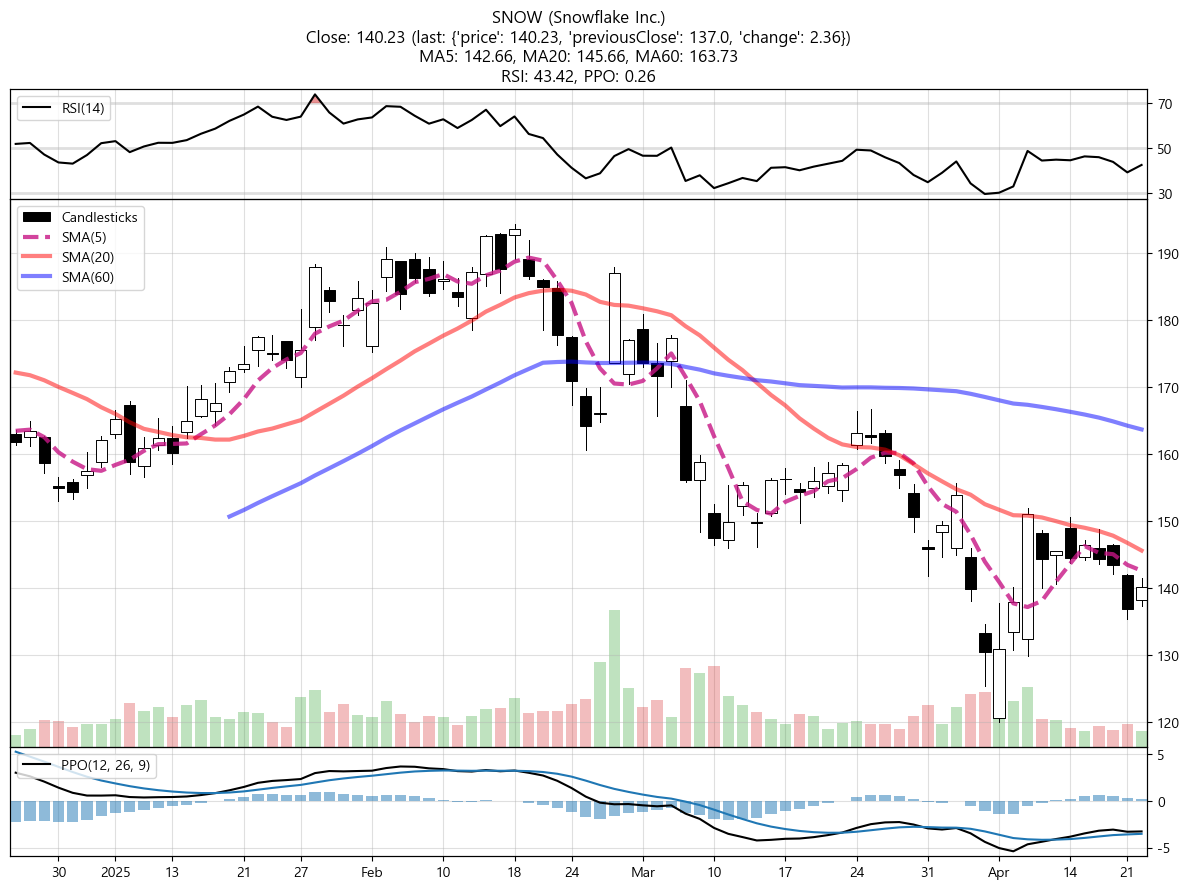 SNOW (Snowflake Inc.)
Close: 140.23 (last: {'price': 140.23, 'previousClose': 137.0, 'change': 2.36})
MA5: 142.66, MA20: 145.66, MA60: 163.73
RSI: 43.42, PPO: 0.26
RSI(14)
70
50
30
Candlesticks
SMA(5)
SMA(20)
SMA(60)
190
180
170
160
150
140
130
120
PPO(12, 26, 9)
5
0
-5
30 2025 13 21 27 Feb 10 18 24 Mar 10 17 24 31 Apr 14 21